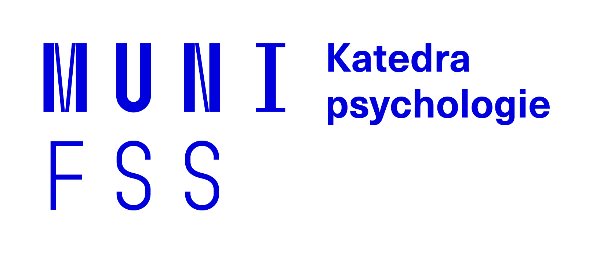 MUNI
FSS
Katedra
psychologie